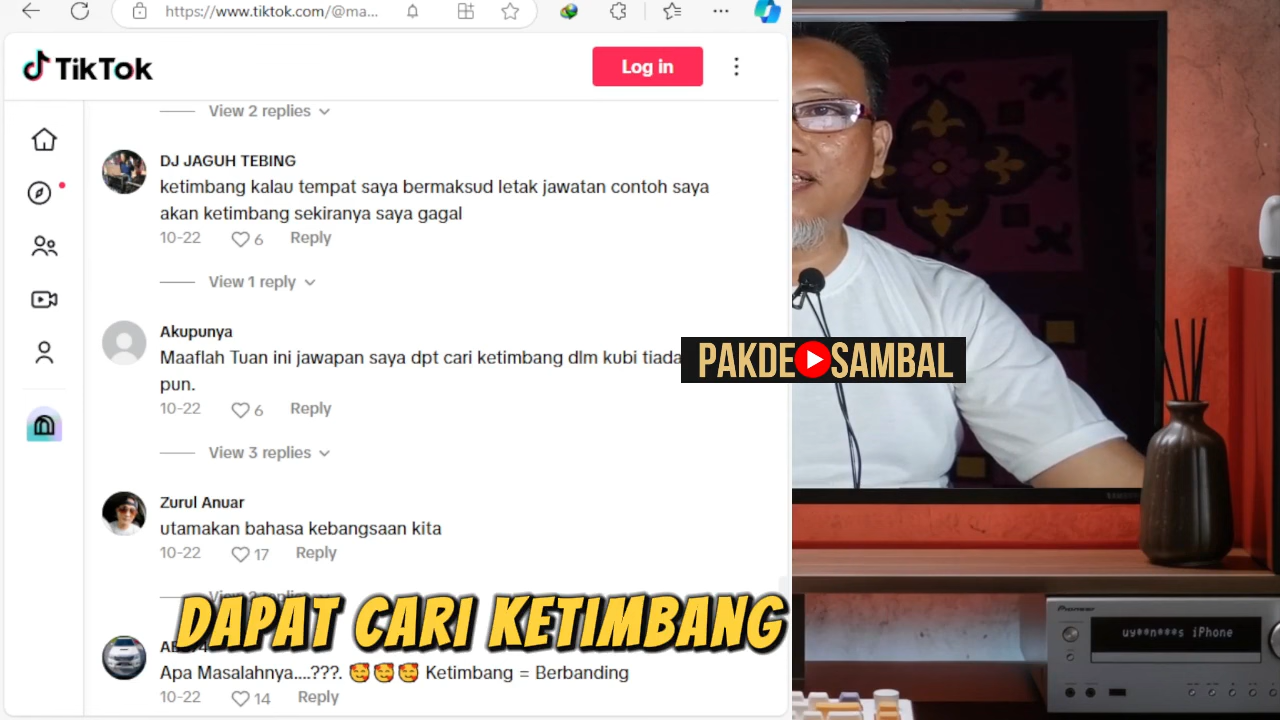 https://www.tiktok.com/@ma...
TikTok
Log in
View 2 replies
DJ JAGUH TEBING
ketimbang kalau tempat saya bermaksud letak jawatan contoh saya
akan ketimbang sekiranya saya gagal
10-22 6 Reply
View 1 reply
Akupunya
Maaflah Tuan ini jawapan saya dpt cari ketimbang dlm kubi tiada
pun.
10-22 6 Reply
View 3 replies
Zurul Anuar
utamakan bahasa kebangsaan kita
10-22 17 Reply
DAPAT CARI KETIMBANG
Apa Masalahnya....???. 🥰🥰🥰 Ketimbang = Berbanding
10-22 14 Reply
PAKDE SAMBAL
SAMSUNG
Pioneer
uy**n***s iPhone